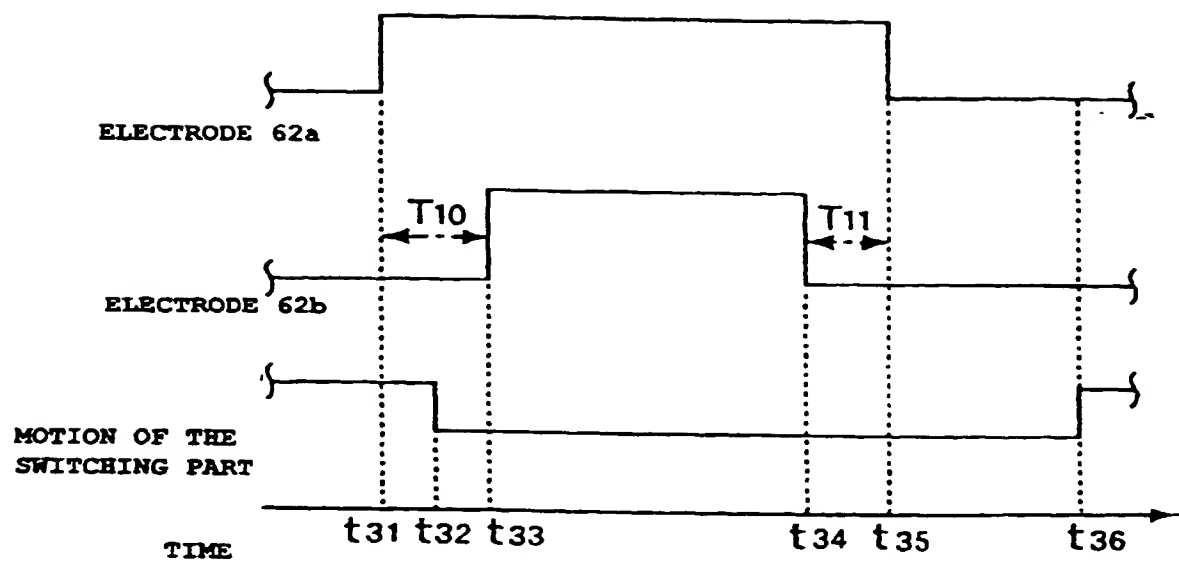 ELECTRODE 62a
T10
T11
ELECTRODE 62b
MOTION OF THE
SWITCHING PART
t31 t32 t33 t34 t35 t36
TIME